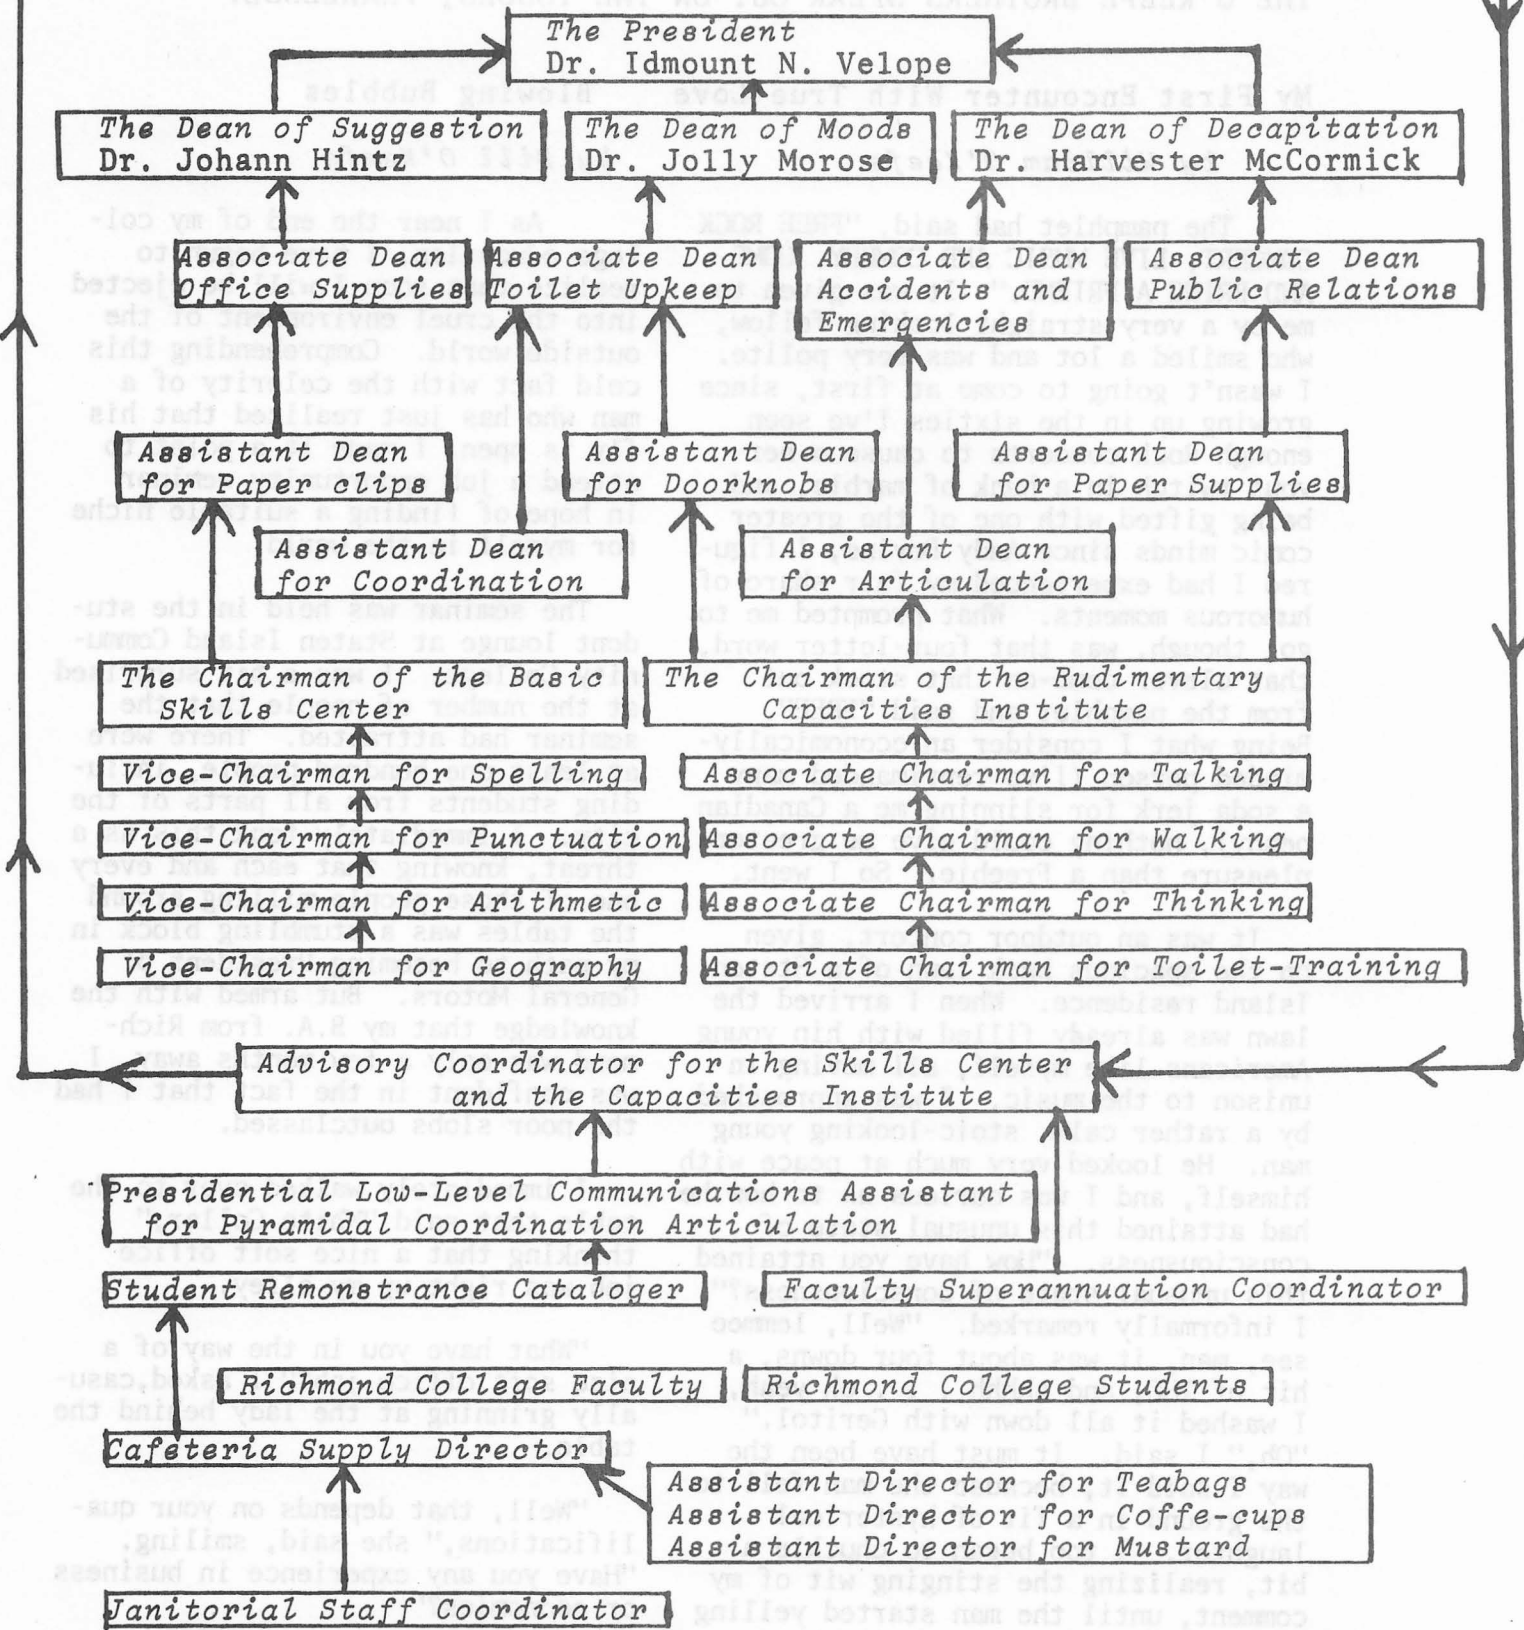 The President
Dr. Idmount N. Velope
The Dean of Suggestion
Dr. Johann Hintz
The Dean of Moods
Dr. Jolly Morose
The Dean of Decapitation
Dr. Harvester McCormick
Associate Dean
Office Supplies
Associate Dean
Toilet Upkeep
Associate Dean
Accidents and
Emergencies
Associate Dean
Public Relations
Assistant Dean
for Paper clips
Assistant Dean
for Doorknobs
Assistant Dean
for Paper Supplies
Assistant Dean
for Coordination
Assistant Dean
for Articulation
The Chairman of the Basic
Skills Center
The Chairman of the Rudimentary
Capacities Institute
Vice-Chairman for Spelling
Associate Chairman for Talking
Vice-Chairman for Punctuation
Associate Chairman for Walking
Vice-Chairman for Arithmetic
Associate Chairman for Thinking
Vice-Chairman for Geography
Associate Chairman for Toilet-Training
Advisory Coordinator for the Skills Center
and the Capacities Institute
Presidential Low-Level Communications Assistant
for Pyramidal Coordination Articulation
Student Remonstrance Cataloger
Faculty Superannuation Coordinator
Richmond College Faculty
Richmond College Students
Cafeteria Supply Director
Assistant Director for Teabags
Assistant Director for Coffe-cups
Assistant Director for Mustard
Janitorial Staff Coordinator